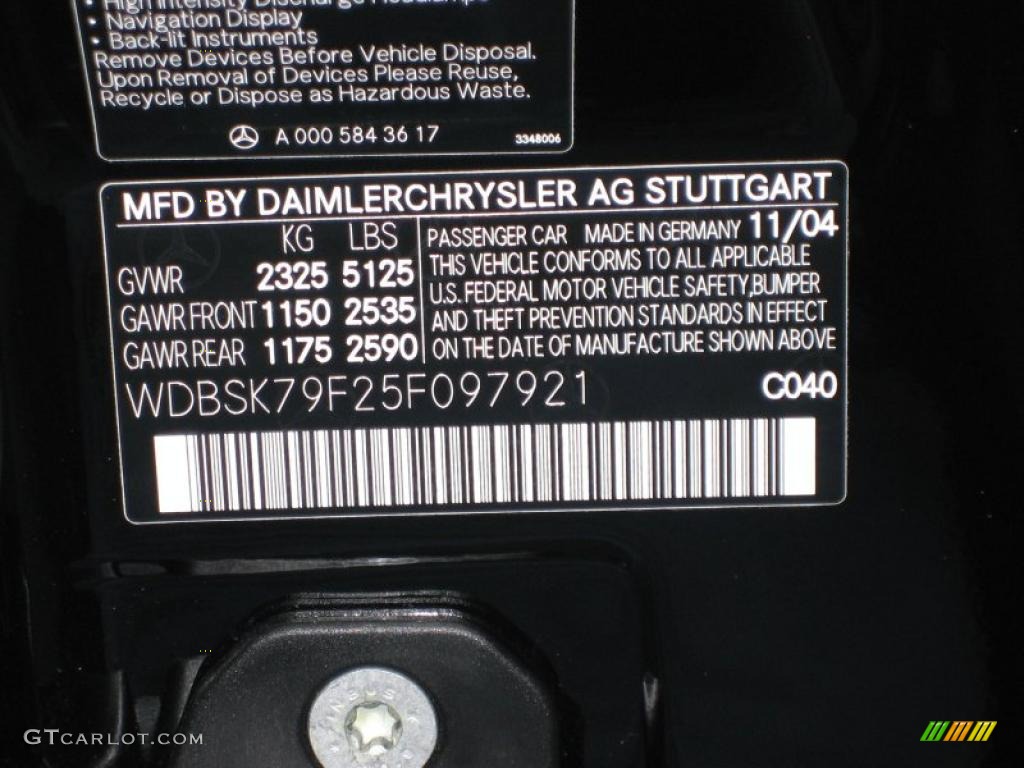 • High Intensity Discharge Headlamps
• Navigation Display
• Back-lit Instruments
Remove Devices Before Vehicle Disposal.
Upon Removal of Devices Please Reuse,
Recycle or Dispose as Hazardous Waste.
A 000 584 36 17 3348006
MFD BY DAIMLERCHRYSLER AG STUTTGART
KG LBS
GVWR 2325 5125
GAWR FRONT 1150 2535
GAWR REAR 1175 2590
PASSENGER CAR MADE IN GERMANY 11/04
THIS VEHICLE CONFORMS TO ALL APPLICABLE
U.S. FEDERAL MOTOR VEHICLE SAFETY,BUMPER
AND THEFT PREVENTION STANDARDS IN EFFECT
ON THE DATE OF MANUFACTURE SHOWN ABOVE
WDBSK79F25F097921 C040
GTCARLOT.COM